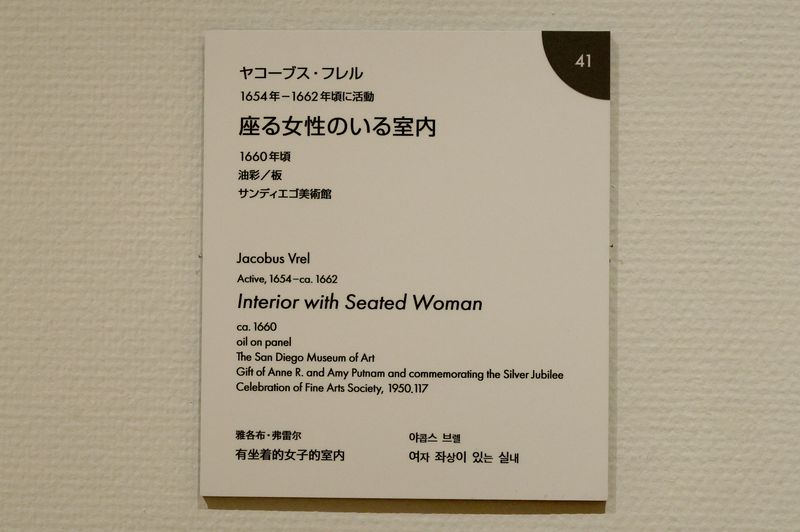 41
ヤコーブス・フレル
1654年－1662年頃に活動
座る女性のいる室内
1660年頃
油彩／板
サンディエゴ美術館
Jacobus Vrel
Active, 1654–ca. 1662
Interior with Seated Woman
ca. 1660
oil on panel
The San Diego Museum of Art
Gift of Anne R. and Amy Putnam and commemorating the Silver Jubilee
Celebration of Fine Arts Society, 1950.117
雅各布・弗雷尔
有坐着的女子的室内
야콥스 브렐
여자 좌상이 있는 실내